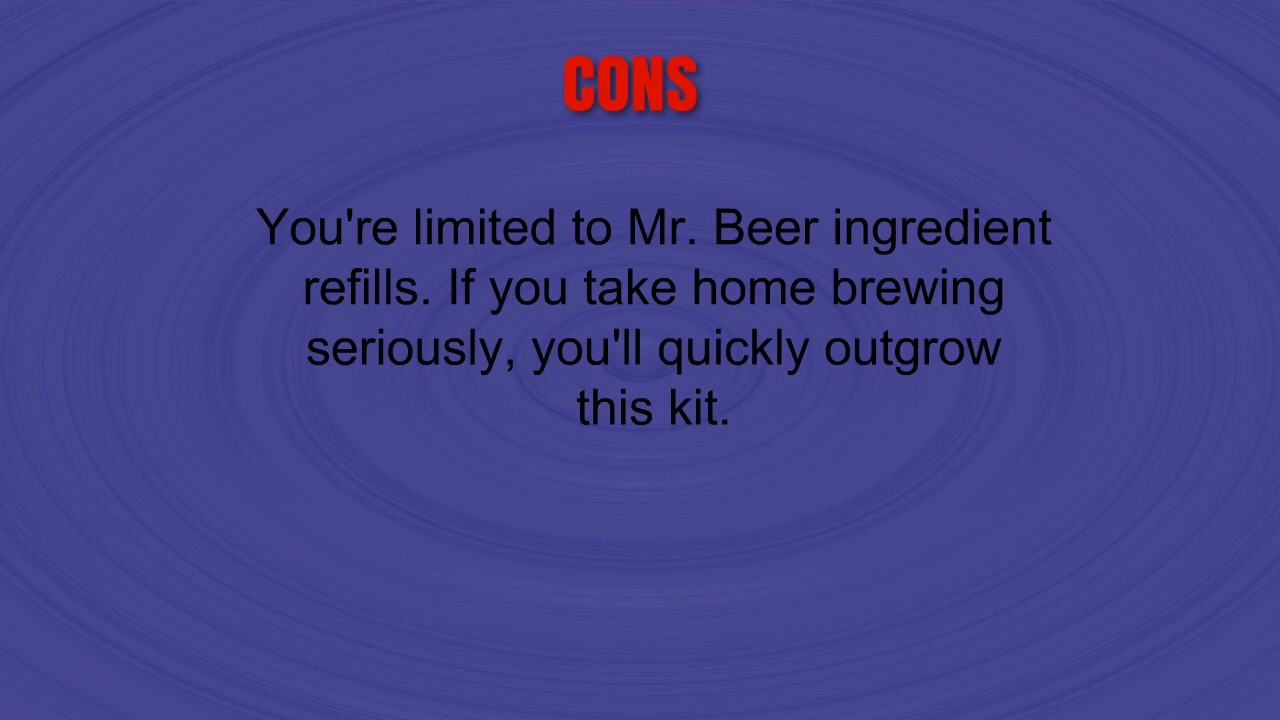 CONS
You're limited to Mr. Beer ingredient
refills. If you take home brewing
seriously, you'll quickly outgrow
this kit.